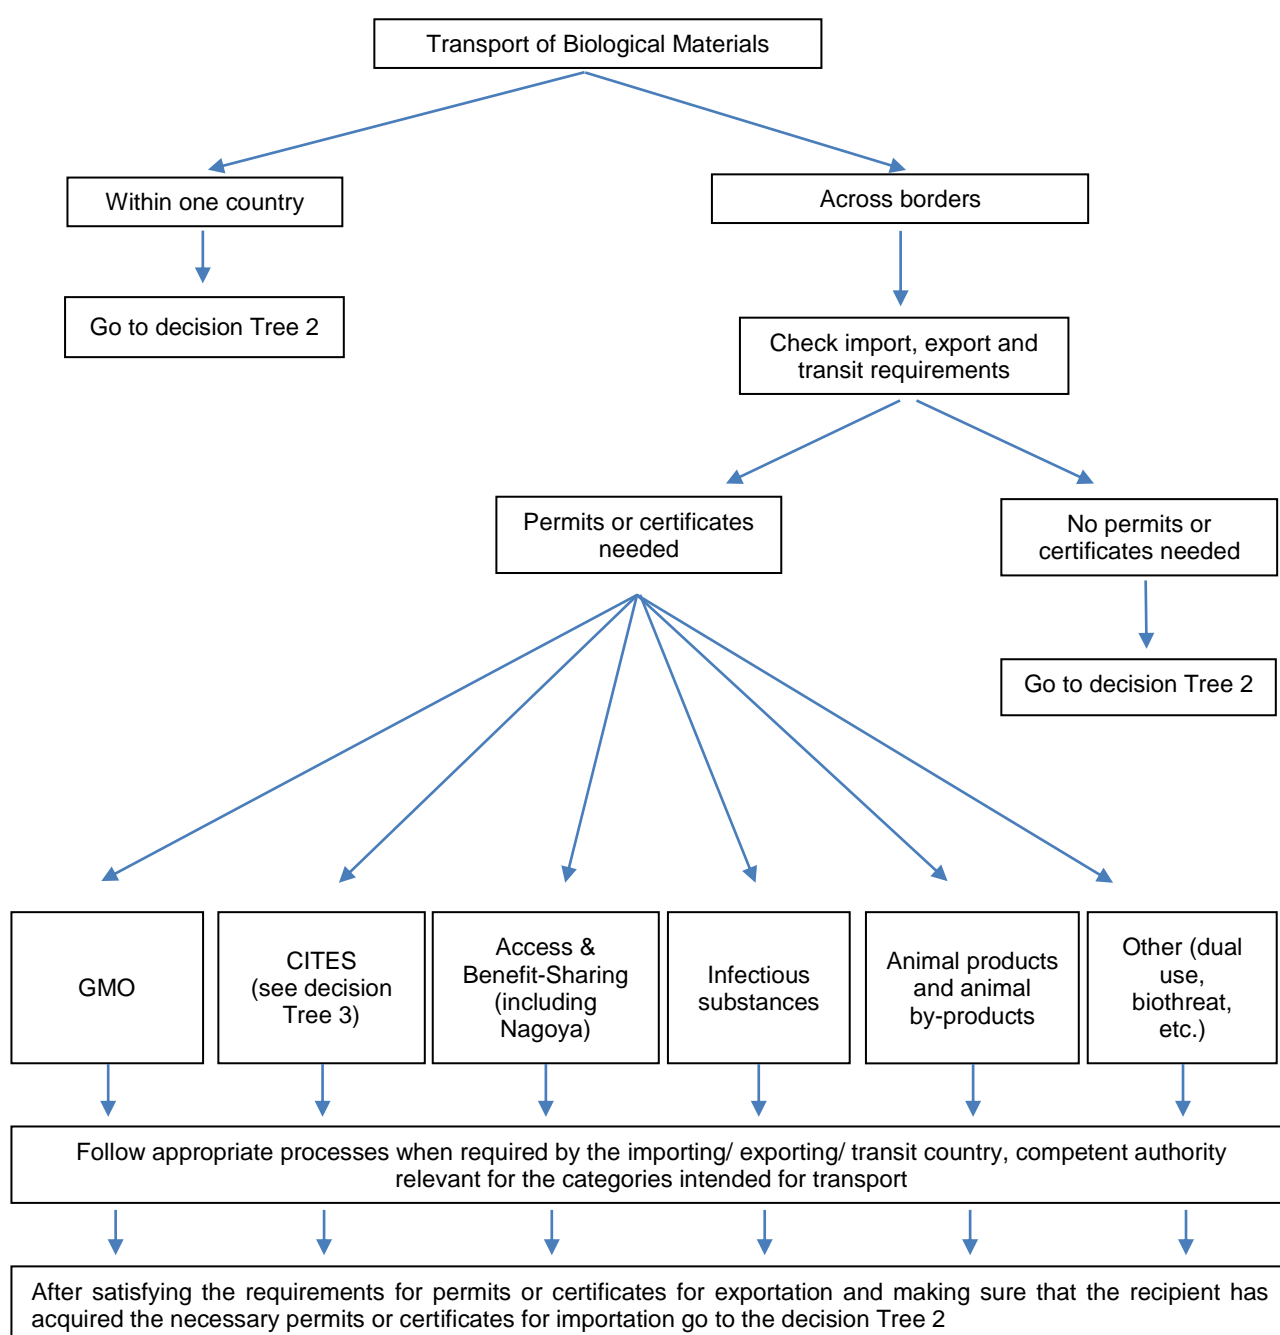 Transport of Biological Materials
Within one country
Across borders
Go to decision Tree 2
Check import, export and
transit requirements
Permits or certificates
needed
No permits or
certificates needed
Go to decision Tree 2
GMO
CITES
(see decision
Tree 3)
Access &
Benefit-Sharing
(including
Nagoya)
Infectious
substances
Animal products
and animal
by-products
Other (dual
use,
biothreat,
etc.)
Follow appropriate processes when required by the importing/ exporting/ transit country, competent authority
relevant for the categories intended for transport
After satisfying the requirements for permits or certificates for exportation and making sure that the recipient has
acquired the necessary permits or certificates for importation go to the decision Tree 2